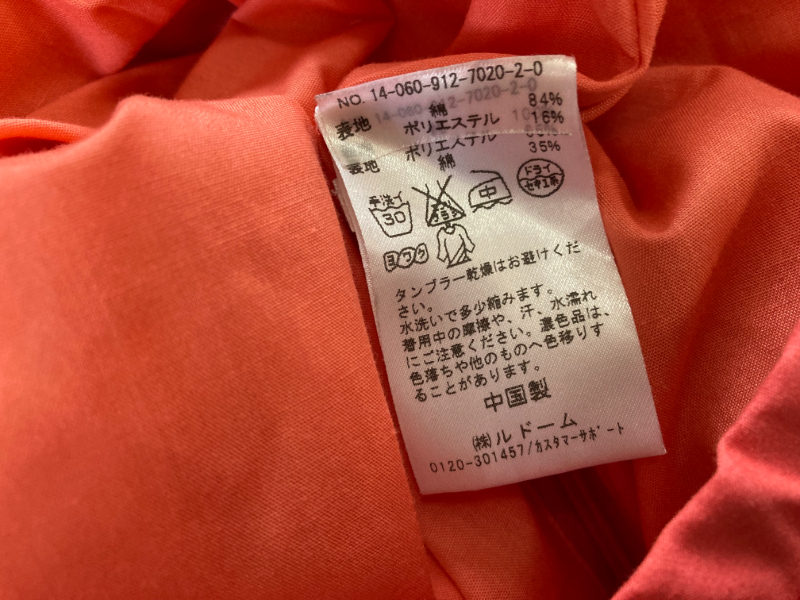 NO. 14-060-912-7020-2-0
表地 綿 84%
ポリエステル 16%
表地 ポリエステル
綿 35%
手洗イ
30
中
ドライ
セキユ系
ヨワク
タンブラー乾燥はお避けくだ
さい。
水洗いで多少縮みます。
着用中の摩擦や、汗、水濡れ
にご注意ください。濃色品は、
色落ちや他のものへ色移りす
ることがあります。
中国製
(株)ルドーム
0120-301457/カスタマーサポート